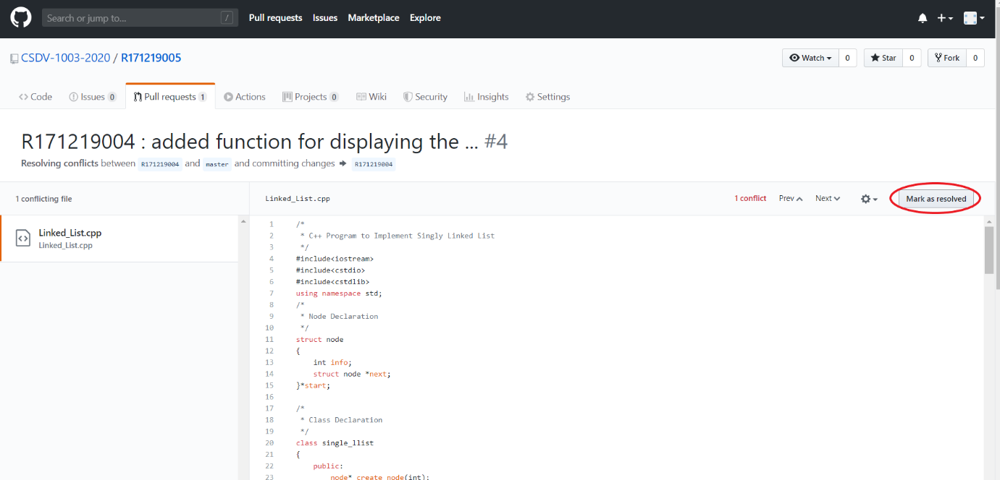 Search or jump to... /
Pull requests Issues Marketplace Explore
CSDV-1003-2020 / R171219005
Watch 0 Star 0 Fork 0
Code Issues 0 Pull requests 1 Actions Projects 0 Wiki Security Insights Settings
R171219004 : added function for displaying the ... #4
Resolving conflicts between R171219004 and master and committing changes R171219004
1 conflicting file
Linked_List.cpp 1 conflict Prev Next Mark as resolved
Linked_List.cpp
Linked_List.cpp
1 /*
2 * C++ Program to Implement Singly Linked List
3 */
4 #include<iostream>
5 #include<cstdio>
6 #include<cstdlib>
7 using namespace std;
8 /*
9 * Node Declaration
10 */
11 struct node
12 {
13 int info;
14 struct node *next;
15 }*start;
16
17 /*
18 * Class Declaration
19 */
20 class single_llist
21 {
22 public:
23 node* create_node(int);